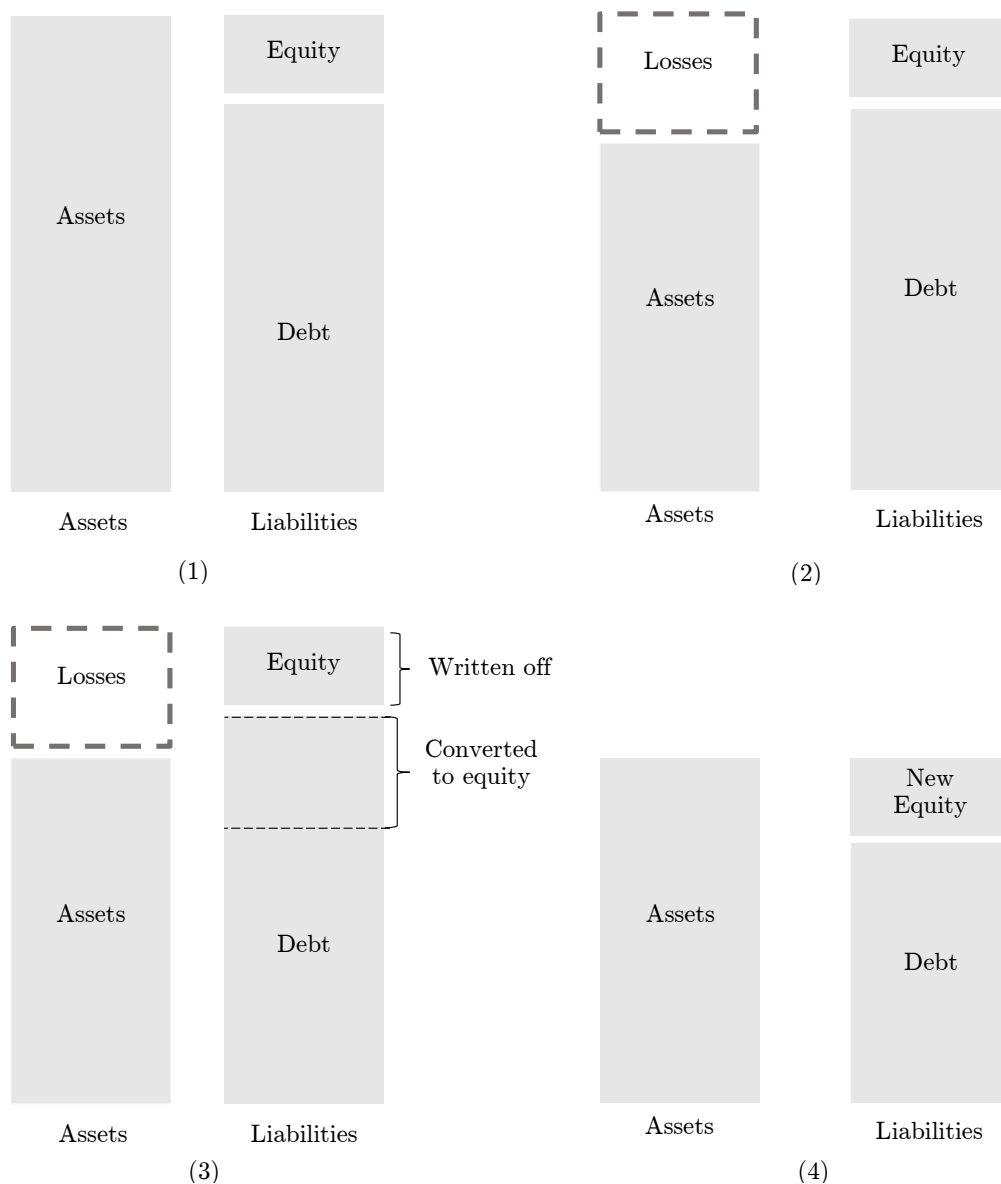 Equity
Assets
Debt
Assets
Liabilities
(1)
Losses
Equity
Assets
Debt
Assets
Liabilities
(2)
Losses
Equity
Written off
Converted
to equity
Assets
Debt
Assets
Liabilities
(3)
New
Equity
Assets
Debt
Assets
Liabilities
(4)